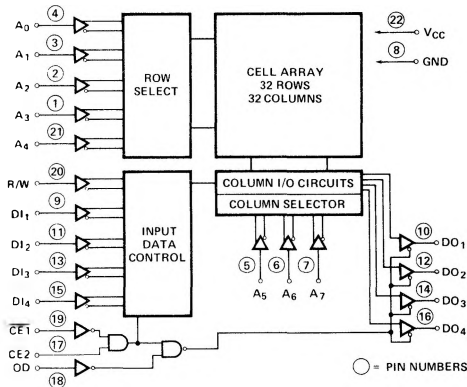 ④
A0
③
A1
②
A2
①
A3
㉑
A4
ROW
SELECT
CELL ARRAY
32 ROWS
32 COLUMNS
㉒
VCC
⑧
GND
⑳
R/W
⑨
DI1
⑪
DI2
⑬
DI3
⑮
DI4
INPUT
DATA
CONTROL
COLUMN I/O CIRCUITS
COLUMN SELECTOR
⑤ ⑥ ⑦
A5 A6 A7
⑩
DO1
⑫
DO2
⑭
DO3
⑯
DO4
⑲
C̅E̅1̅
⑰
CE2
OD
⑱
= PIN NUMBERS